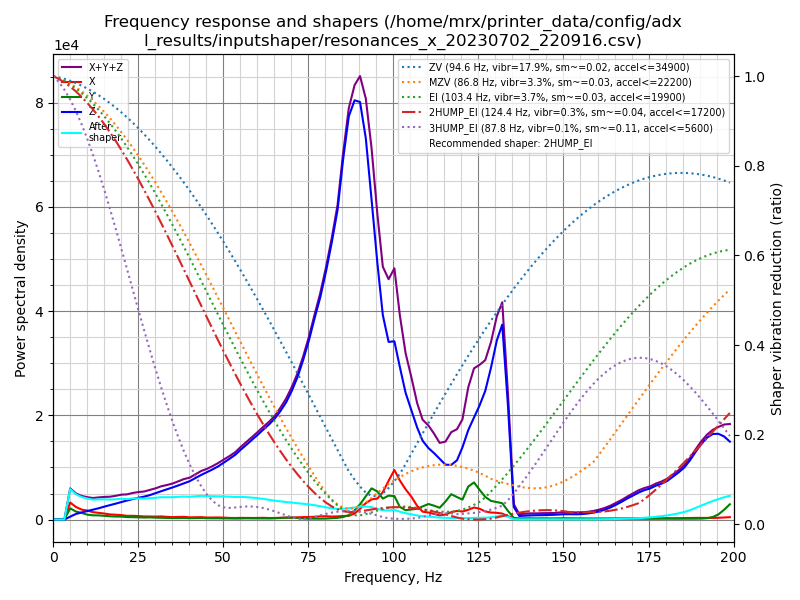 Frequency response and shapers (/home/mrx/printer_data/config/adx
l_results/inputshaper/resonances_x_20230702_220916.csv)
1e4
X+Y+Z
X
Y
Z
After
shaper
ZV (94.6 Hz, vibr=17.9%, sm~=0.02, accel<=34900)
MZV (86.8 Hz, vibr=3.3%, sm~=0.03, accel<=22200)
EI (103.4 Hz, vibr=3.7%, sm~=0.03, accel<=19900)
2HUMP_EI (124.4 Hz, vibr=0.3%, sm~=0.04, accel<=17200)
3HUMP_EI (87.8 Hz, vibr=0.1%, sm~=0.11, accel<=5600)
Recommended shaper: 2HUMP_EI
Power spectral density
8
6
4
2
0
1.0
0.8
0.6
0.4
0.2
0.0
Shaper vibration reduction (ratio)
0 25 50 75 100 125 150 175 200
Frequency, Hz